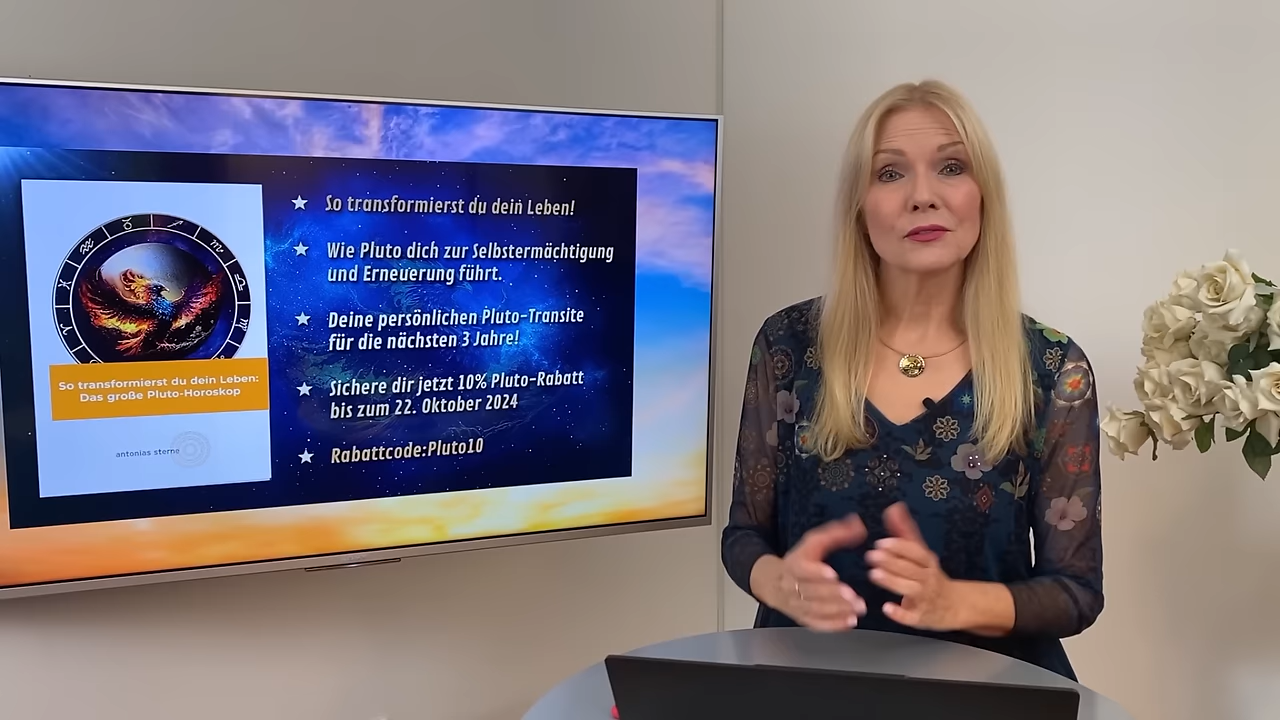 So transformierst du dein Leben:
Das große Pluto-Horoskop
antonias sterne
So transformierst du dein Leben!
Wie Pluto dich zur Selbstermächtigung
und Erneuerung führt.
Deine persönlichen Pluto-Transite
für die nächsten 3 Jahre!
Sichere dir jetzt 10% Pluto-Rabatt
bis zum 22. Oktober 2024
Rabattcode:Pluto10